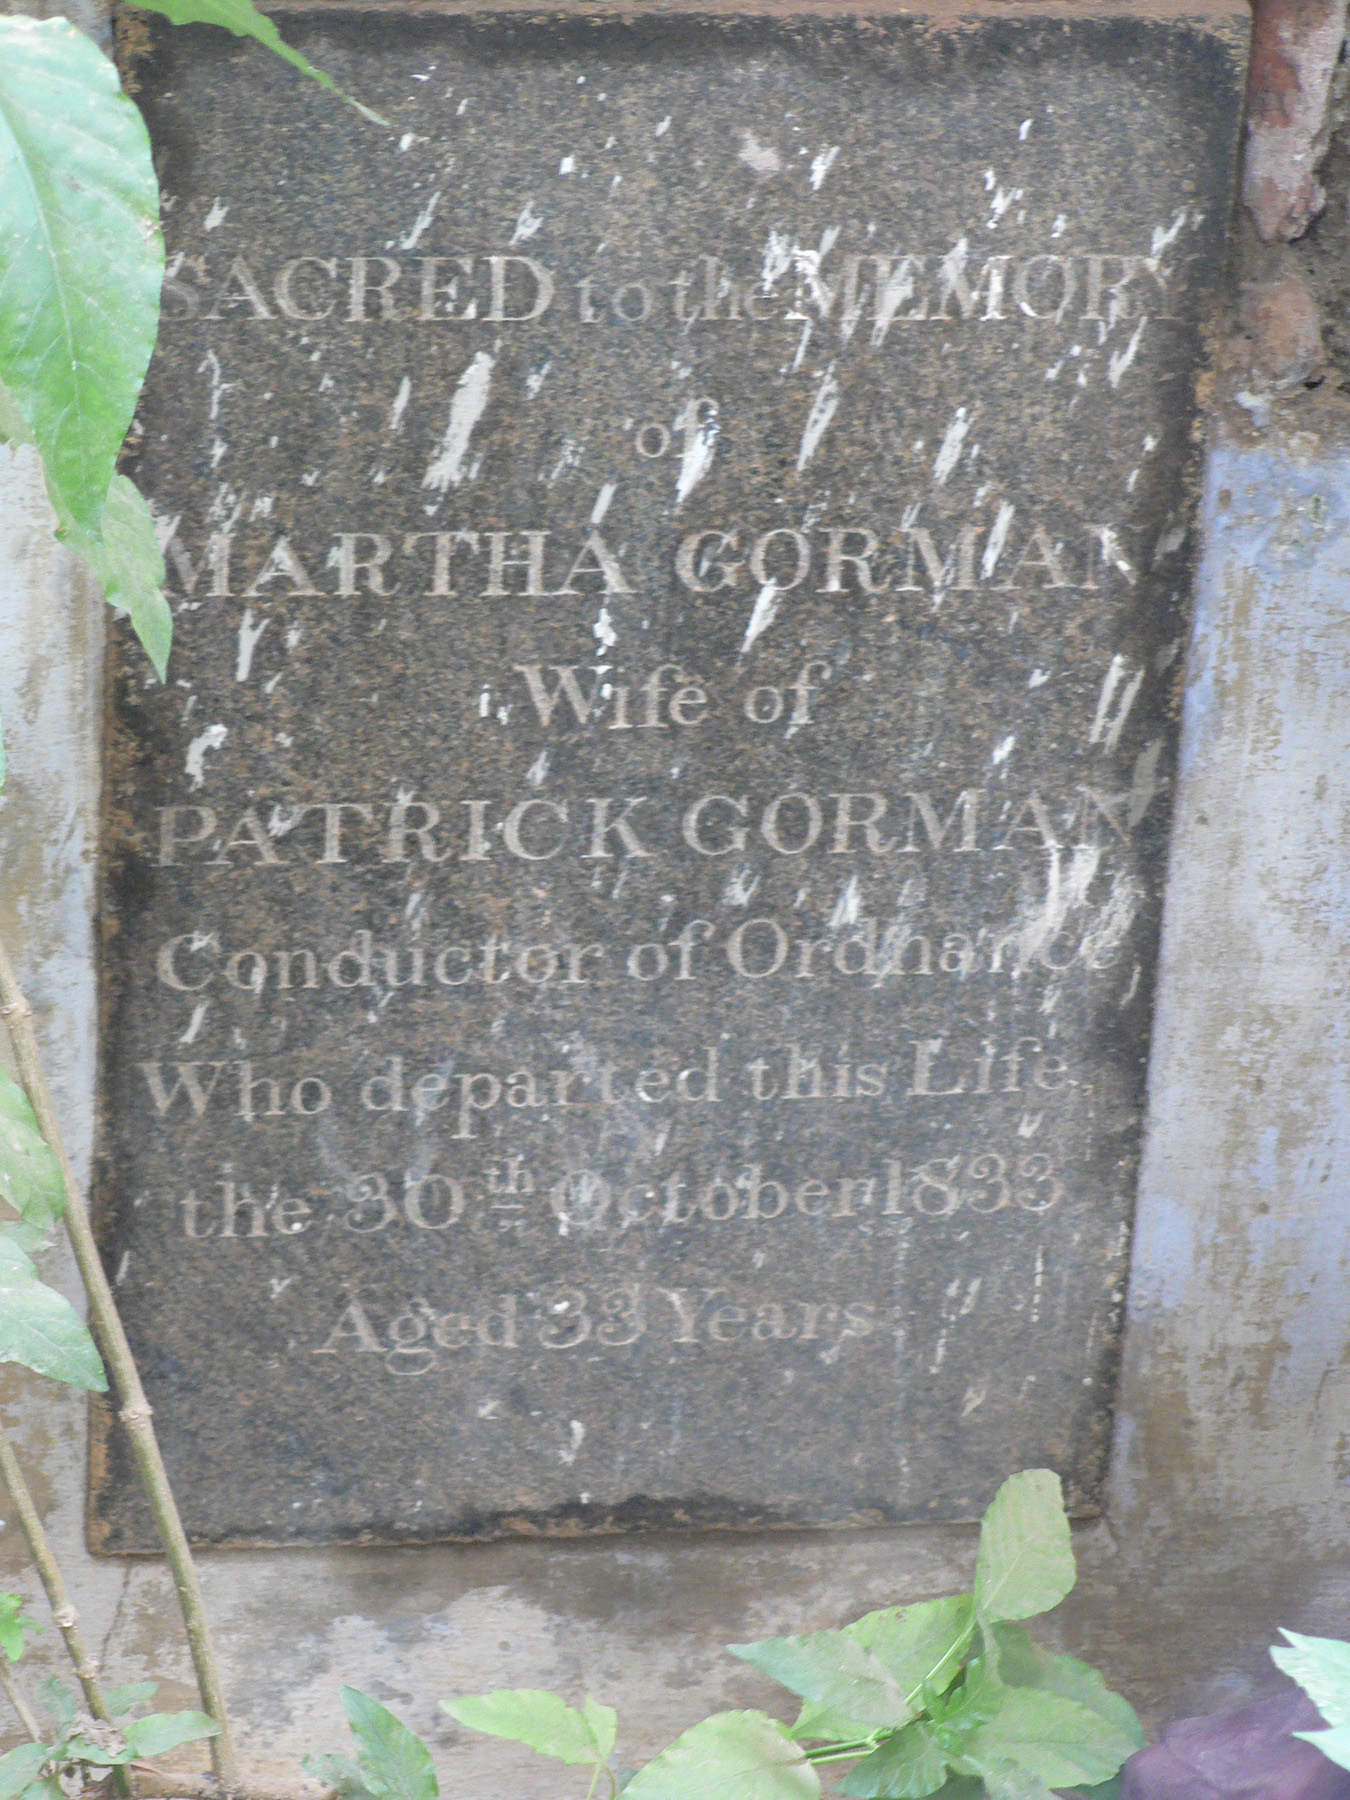 SACRED to the MEMORY
of
MARTHA GORMAN
Wife of
PATRICK GORMAN
Conductor of Ordnance
Who departed this Life,
the 30th October 1833
Aged 33 Years